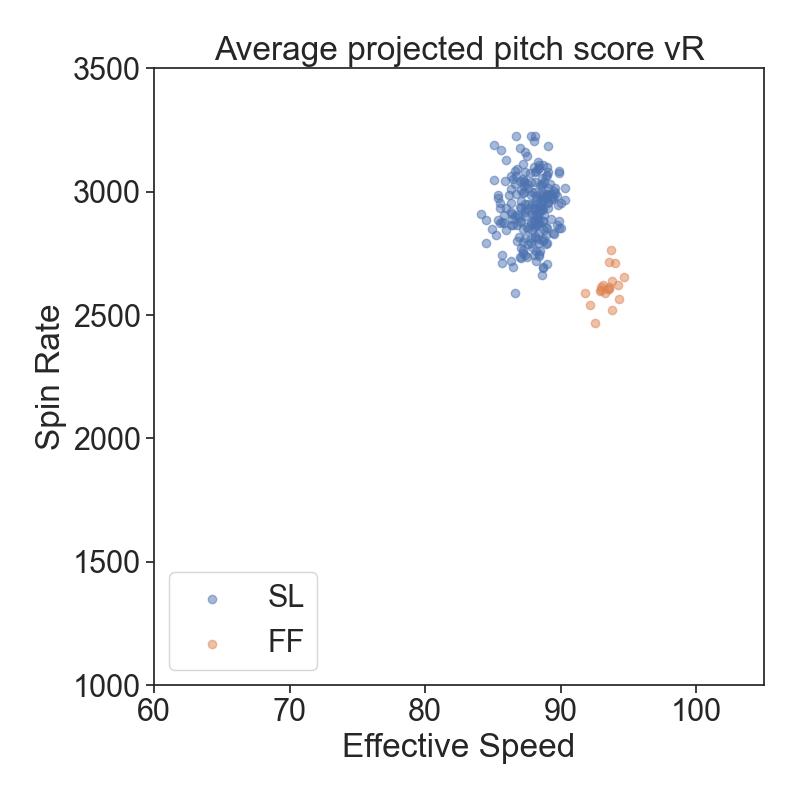 Average projected pitch score vR
3500
3000
2500
2000
1500
1000
Spin Rate
SL
FF
60 70 80 90 100
Effective Speed